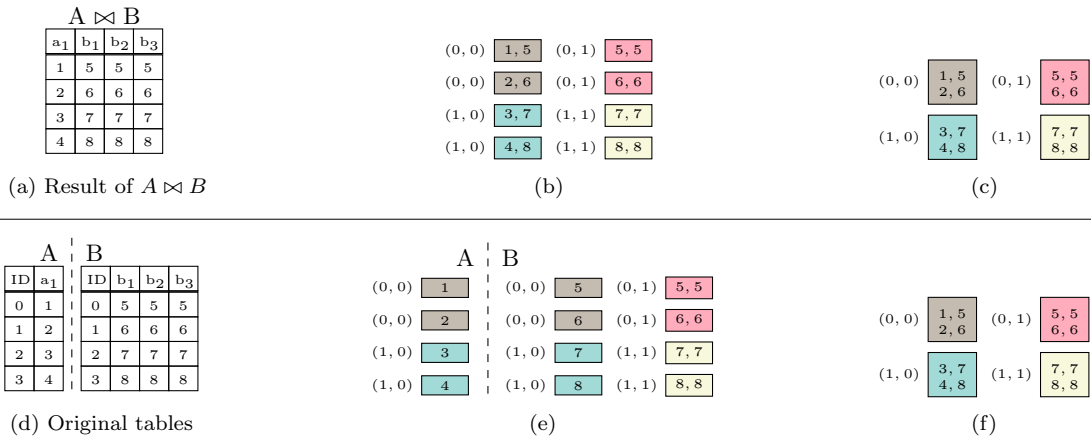 A ⋈ B
a1 b1 b2 b3
1 5 5 5
2 6 6 6
3 7 7 7
4 8 8 8
(a) Result of A ⋈ B
(0, 0) 1, 5 (0, 1) 5, 5
(0, 0) 2, 6 (0, 1) 6, 6
(1, 0) 3, 7 (1, 1) 7, 7
(1, 0) 4, 8 (1, 1) 8, 8
(b)
(0, 0) 1, 5 (0, 1) 5, 5
2, 6 6, 6
(1, 0) 3, 7 (1, 1) 7, 7
4, 8 8, 8
(c)
A B
ID a1 ID b1 b2 b3
0 1 0 5 5 5
1 2 1 6 6 6
2 3 2 7 7 7
3 4 3 8 8 8
(d) Original tables
A B
(0, 0) 1 (0, 0) 5 (0, 1) 5, 5
(0, 0) 2 (0, 0) 6 (0, 1) 6, 6
(1, 0) 3 (1, 0) 7 (1, 1) 7, 7
(1, 0) 4 (1, 0) 8 (1, 1) 8, 8
(e)
(0, 0) 1, 5 (0, 1) 5, 5
2, 6 6, 6
(1, 0) 3, 7 (1, 1) 7, 7
4, 8 8, 8
(f)